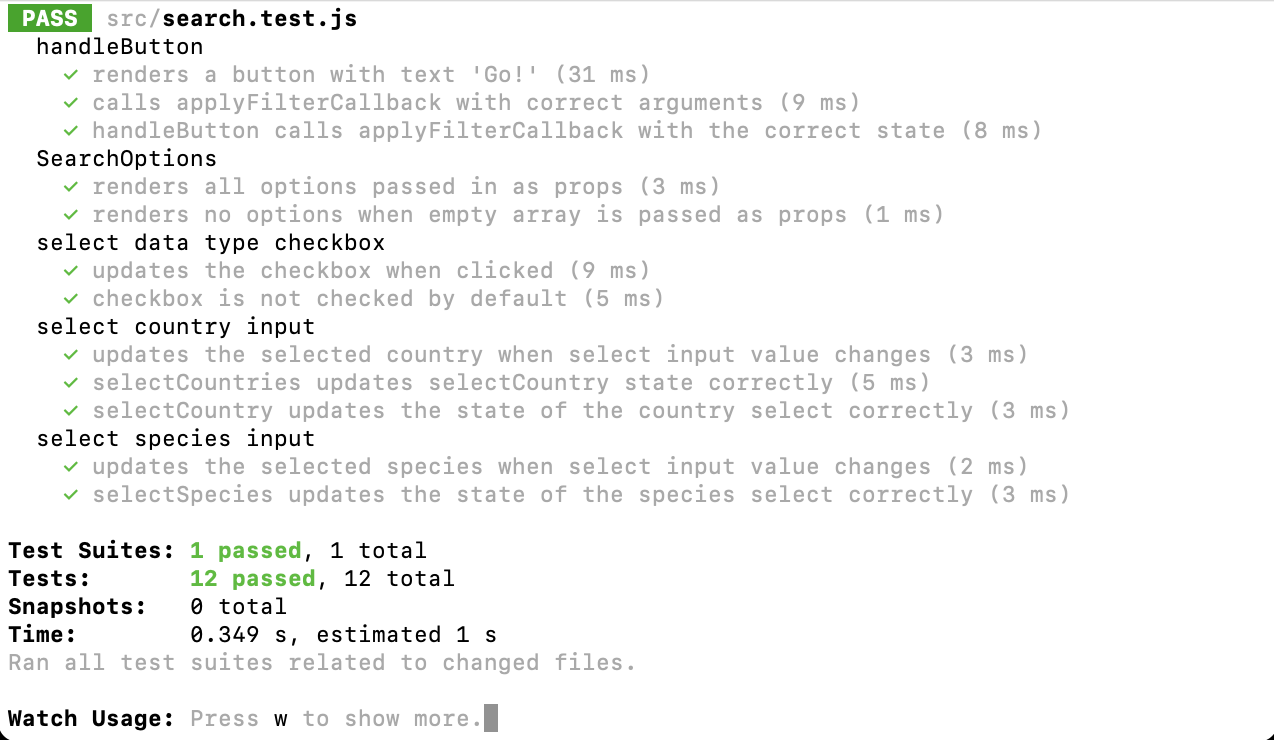 PASS src/search.test.js
handleButton
✓ renders a button with text 'Go!' (31 ms)
✓ calls applyFilterCallback with correct arguments (9 ms)
✓ handleButton calls applyFilterCallback with the correct state (8 ms)
SearchOptions
✓ renders all options passed in as props (3 ms)
✓ renders no options when empty array is passed as props (1 ms)
select data type checkbox
✓ updates the checkbox when clicked (9 ms)
✓ checkbox is not checked by default (5 ms)
select country input
✓ updates the selected country when select input value changes (3 ms)
✓ selectCountries updates selectCountry state correctly (5 ms)
✓ selectCountry updates the state of the country select correctly (3 ms)
select species input
✓ updates the selected species when select input value changes (2 ms)
✓ selectSpecies updates the state of the species select correctly (3 ms)
Test Suites: 1 passed, 1 total
Tests: 12 passed, 12 total
Snapshots: 0 total
Time: 0.349 s, estimated 1 s
Ran all test suites related to changed files.
Watch Usage: Press w to show more.